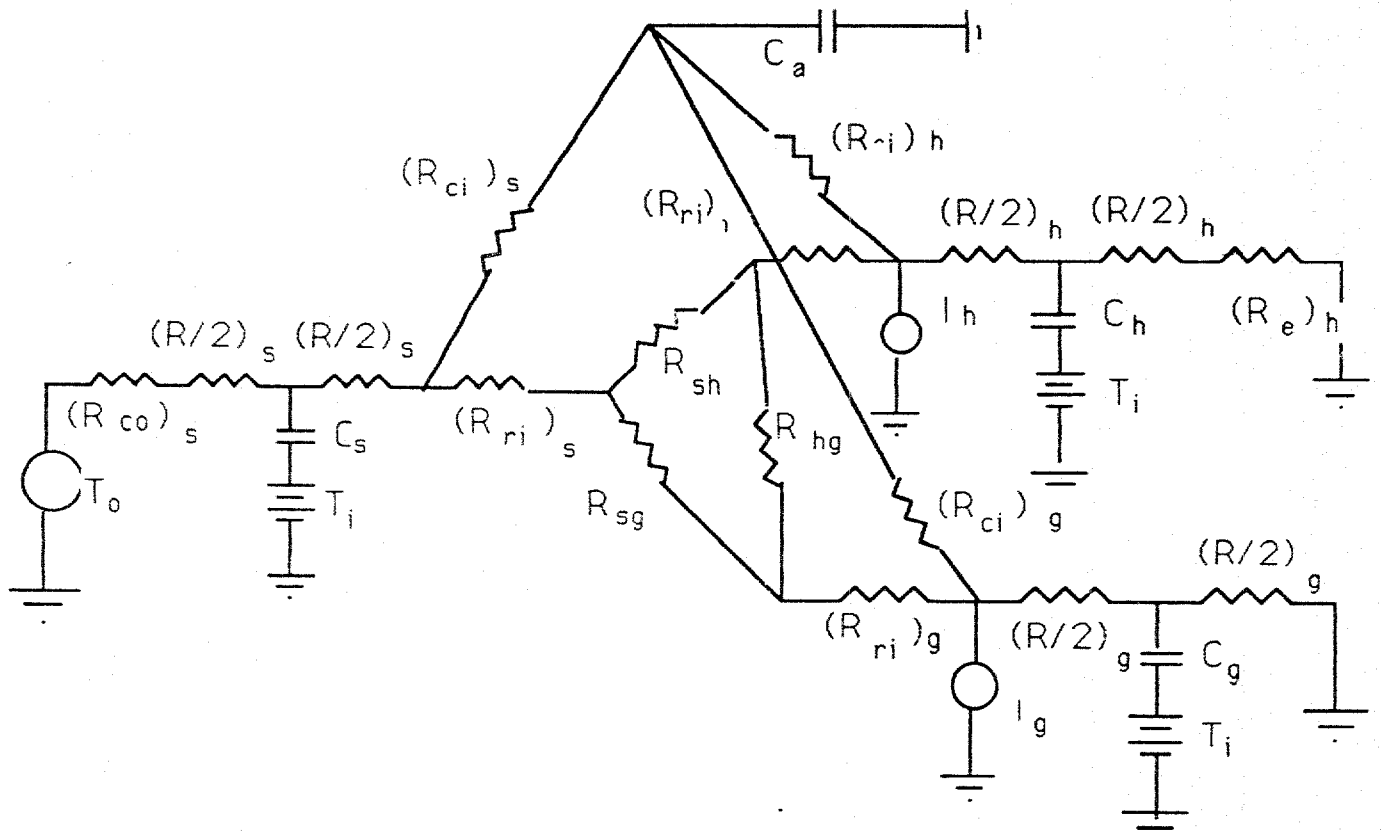 C a
(R ci) s
(R ri)
h
(R/2) h
(R/2) h
(R/2) s
(R/2) s
R sh
I h
C h
(R e) h
(R co) s
C s
(R ri) s
R hg
T i
T o
T i
R sg
(R ci) g
(R/2) g
(R ri) g
(R/2) g
C g
I g
T i